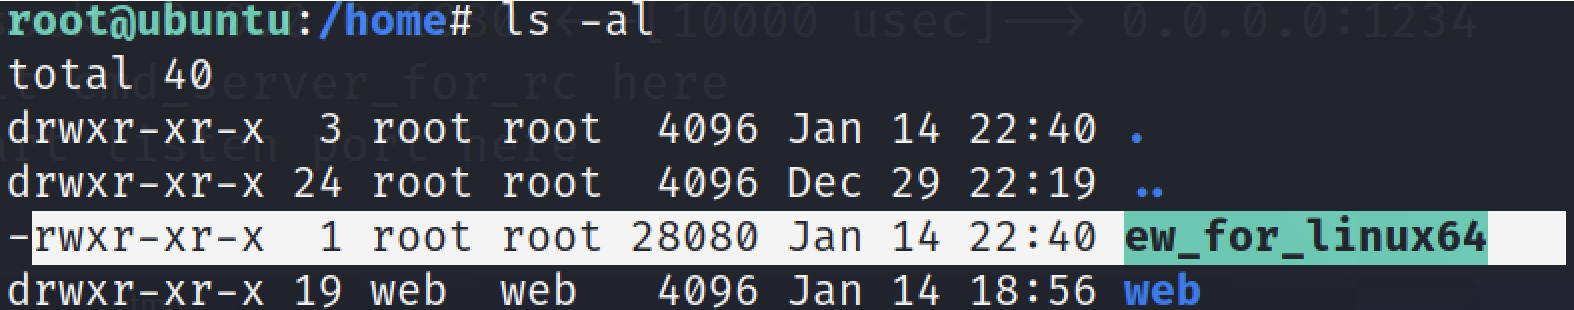 root@ubuntu:/home# ls -al
total 40
drwxr-xr-x  3 root root  4096 Jan 14 22:40 .
drwxr-xr-x 24 root root  4096 Dec 29 22:19 ..
-rwxr-xr-x  1 root root 28080 Jan 14 22:40 ew_for_linux64
drwxr-xr-x 19 web  web   4096 Jan 14 18:56 web